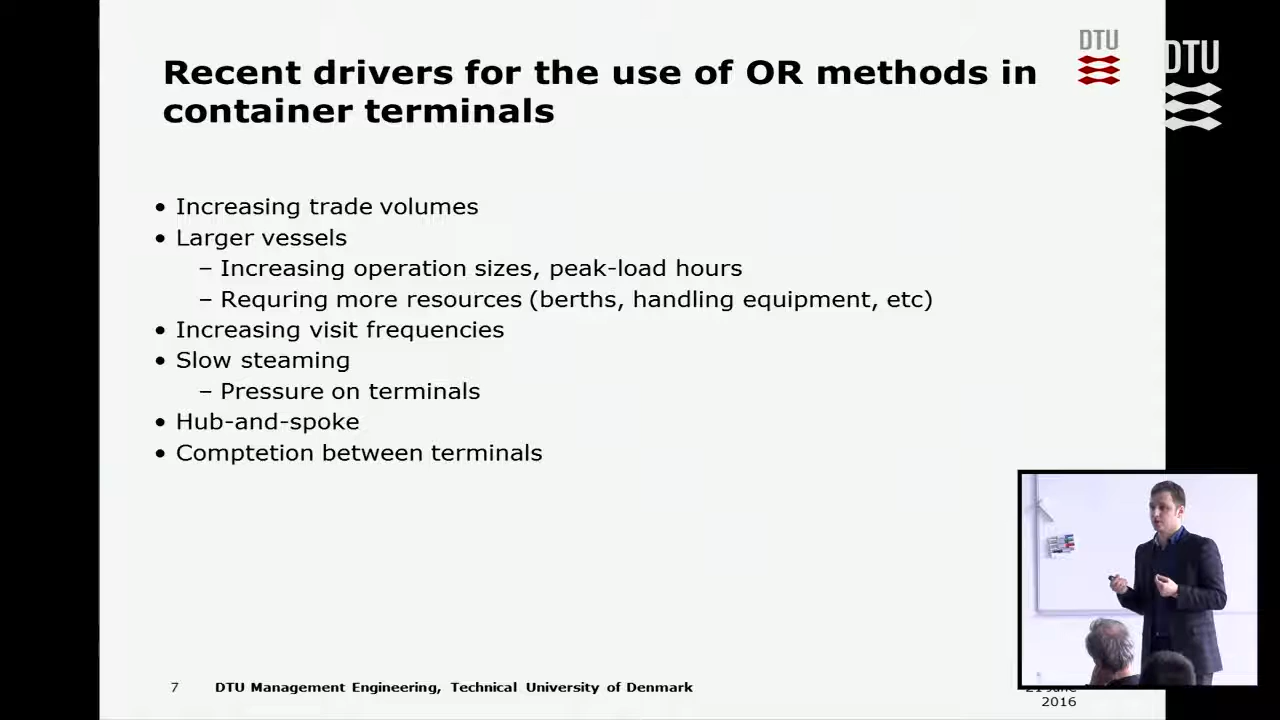 DTU
DTU
Recent drivers for the use of OR methods in
container terminals
• Increasing trade volumes
• Larger vessels
– Increasing operation sizes, peak-load hours
– Requring more resources (berths, handling equipment, etc)
• Increasing visit frequencies
• Slow steaming
– Pressure on terminals
• Hub-and-spoke
• Comptetion between terminals
7 DTU Management Engineering, Technical University of Denmark
21 June
2016